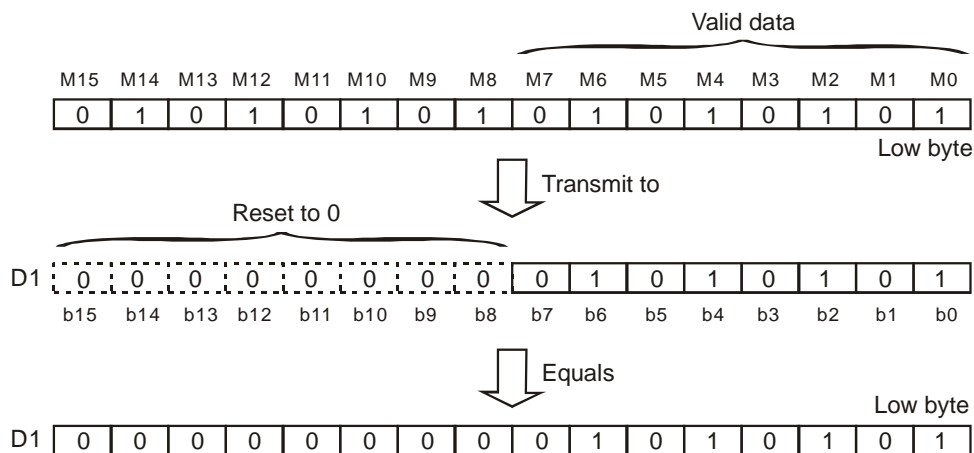 Valid data
M15 M14 M13 M12 M11 M10 M9 M8 M7 M6 M5 M4 M3 M2 M1 M0
0 1 0 1 0 1 0 1 0 1 0 1 0 1 0 1
Low byte
Transmit to
Reset to 0
D1 0 0 0 0 0 0 0 0 0 1 0 1 0 1 0 1
b15 b14 b13 b12 b11 b10 b9 b8 b7 b6 b5 b4 b3 b2 b1 b0
Equals
Low byte
D1 0 0 0 0 0 0 0 0 0 1 0 1 0 1 0 1